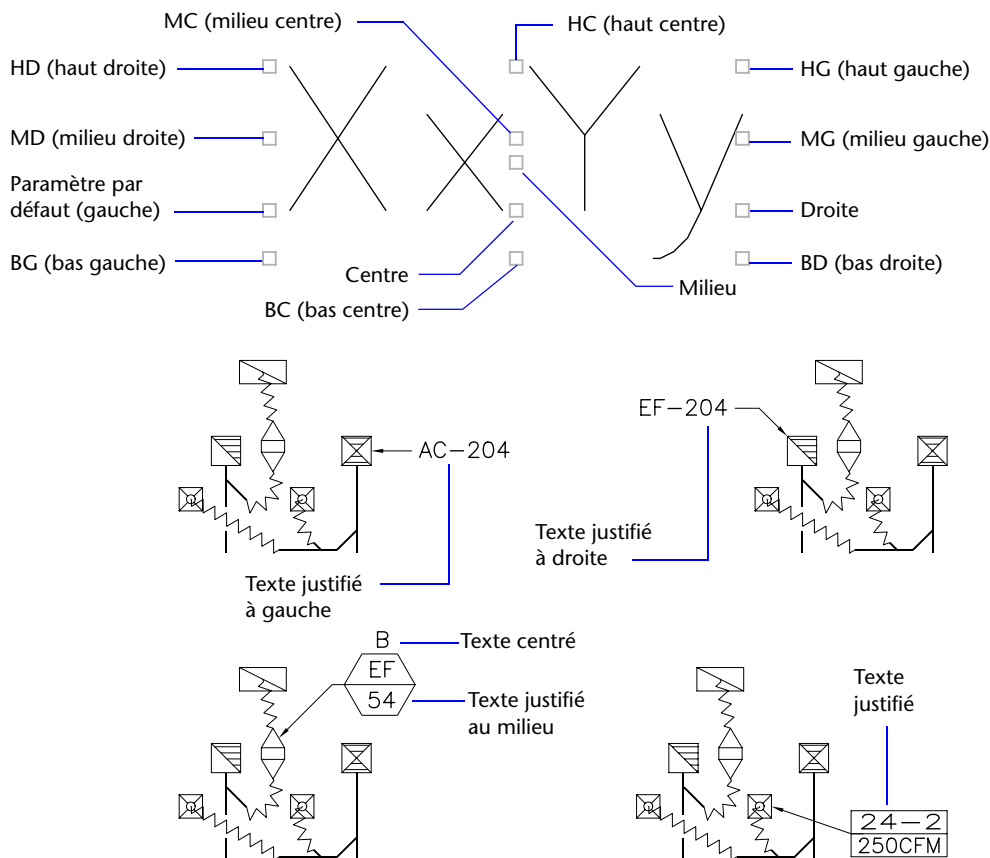 MC (milieu centre)
HC (haut centre)
HD (haut droite)
HG (haut gauche)
MD (milieu droite)
MG (milieu gauche)
Paramètre par
défaut (gauche)
Droite
BG (bas gauche)
Centre
BD (bas droite)
Milieu
BC (bas centre)
XxYy
EF-204
AC-204
Texte justifié
à droite
Texte justifié
à gauche
B
Texte centré
EF
54
Texte justifié
au milieu
Texte
justifié
24-2
250CFM